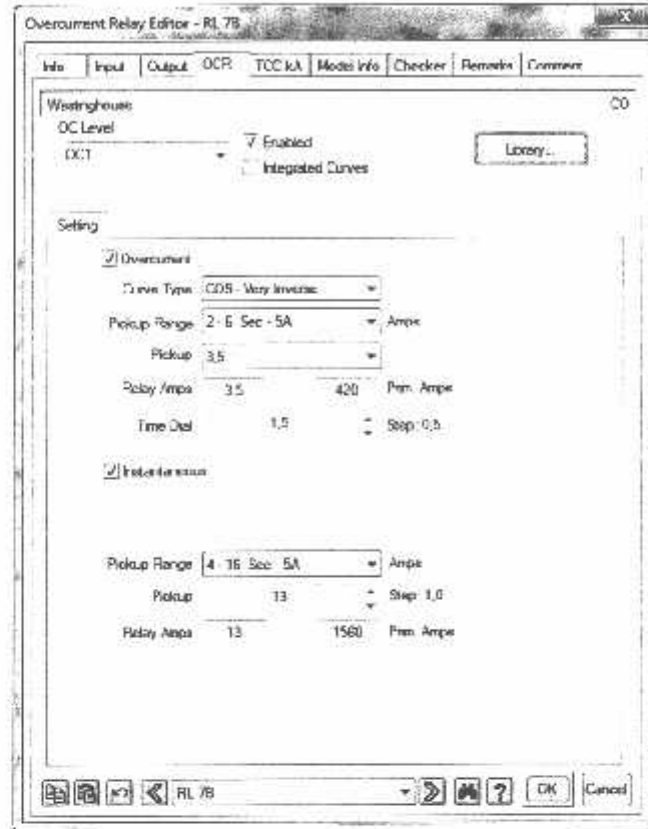 Overcurrent Relay Editor - RL 7B
Info Input Output OCR TCC kA Model Info Checker Remarks Comment
Westinghouse CO
OC Level
OC1 Enabled
Integrated Curves
Library...
Setting
Overcurrent
Curve Type CO9 - Very Inverse
Pickup Range 2 - 6 Sec - 5A Amps
Pickup 3,5
Relay Amps 3.5 420 Prim. Amps
Time Dial 1,5 Step: 0,5
Instantaneous
Pickup Range 4 - 16 Sec - 5A Amps
Pickup 13 Step: 1,0
Relay Amps 13 1560 Prim. Amps
RL 7B ? OK Cancel